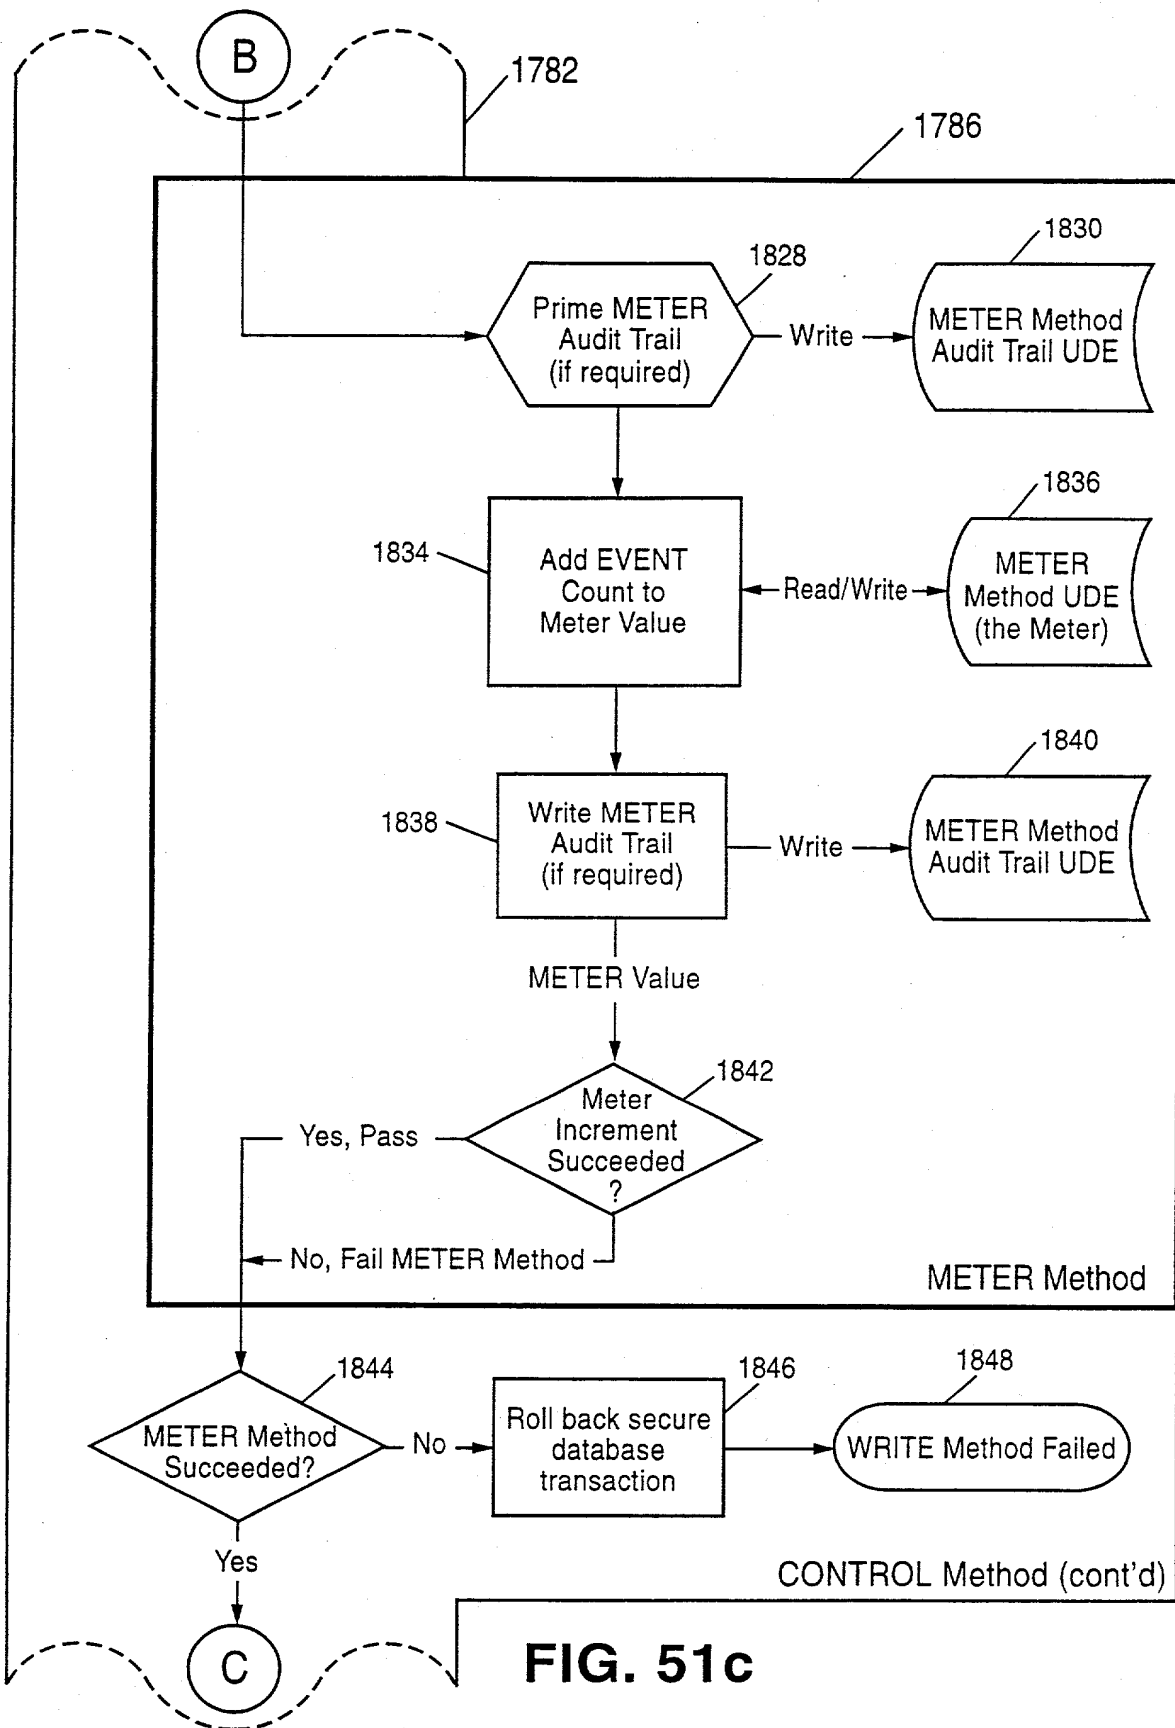 B
1782
1786
1830
1828
Prime METER
Audit Trail
(if required)
Write
METER Method
Audit Trail UDE
1836
1834
Add EVENT
Count to
Meter Value
Read/Write
METER
Method UDE
(the Meter)
1840
1838
Write METER
Audit Trail
(if required)
Write
METER Method
Audit Trail UDE
METER Value
1842
Meter
Increment
Succeeded
?
Yes, Pass
No, Fail METER Method
METER Method
1844
METER Method
Succeeded?
No
1846
Roll back secure
database
transaction
1848
WRITE Method Failed
Yes
CONTROL Method (cont'd)
C
FIG. 51c